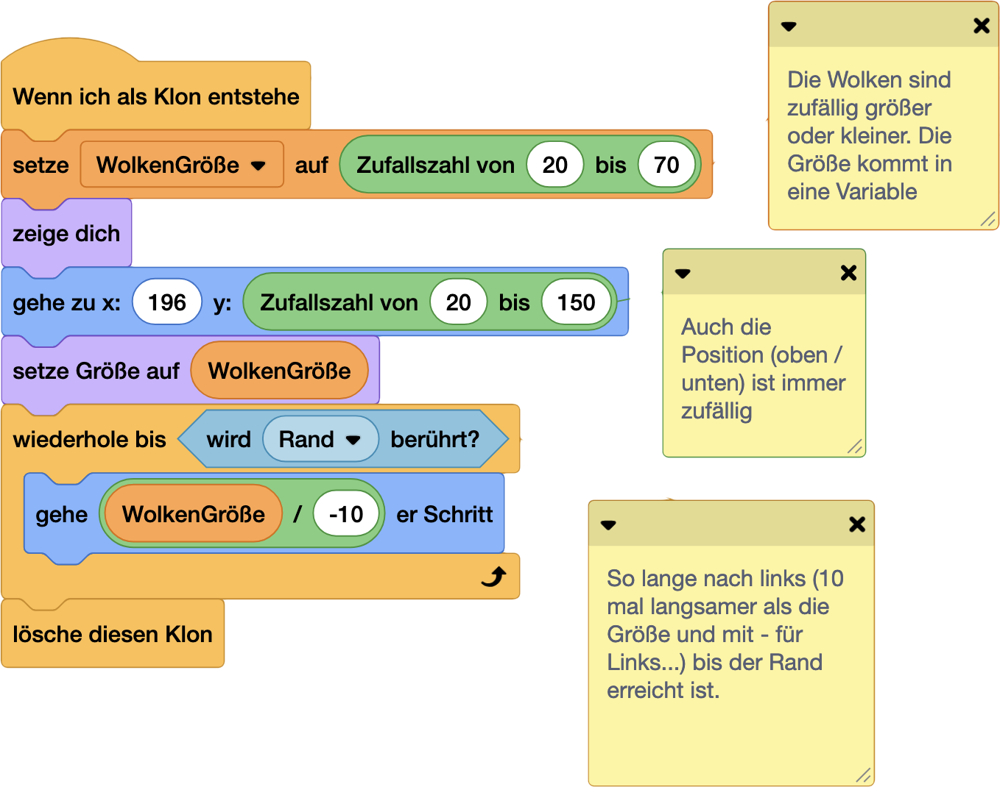 Wenn ich als Klon entstehe
setze WolkenGröße auf Zufallszahl von 20 bis 70
zeige dich
gehe zu x: 196 y: Zufallszahl von 20 bis 150
setze Größe auf WolkenGröße
wiederhole bis wird Rand berührt?
gehe WolkenGröße / -10 er Schritt
lösche diesen Klon
Die Wolken sind
zufällig größer
oder kleiner. Die
Größe kommt in
eine Variable
Auch die
Position (oben /
unten) ist immer
zufällig
So lange nach links (10
mal langsamer als die
Größe und mit - für
Links...) bis der Rand
erreicht ist.